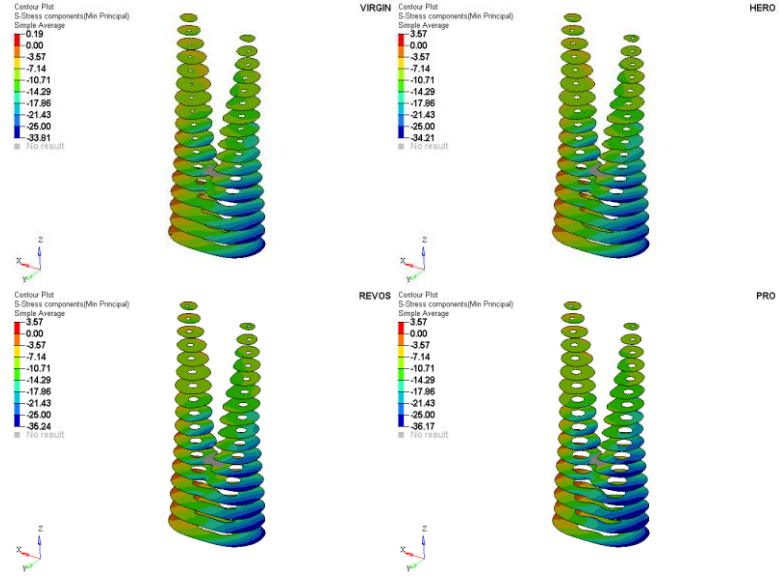 Contour Plot
S-Stress components(Min Principal)
Simple Average
VIRGIN
0.19
0.00
-3.57
-7.14
-10.71
-14.29
-17.86
-21.43
-25.00
-33.81
No result
Z
X
Y
Contour Plot
S-Stress components(Min Principal)
Simple Average
HERO
3.57
0.00
-3.57
-7.14
-10.71
-14.29
-17.86
-21.43
-25.00
-34.21
No result
Z
X
Y
Contour Plot
S-Stress components(Min Principal)
Simple Average
REVOS
3.57
0.00
-3.57
-7.14
-10.71
-14.29
-17.86
-21.43
-25.00
-36.24
No result
Z
X
Y
Contour Plot
S-Stress components(Min Principal)
Simple Average
PRO
3.57
0.00
-3.57
-7.14
-10.71
-14.29
-17.86
-21.43
-25.00
-36.17
No result
Z
X
Y